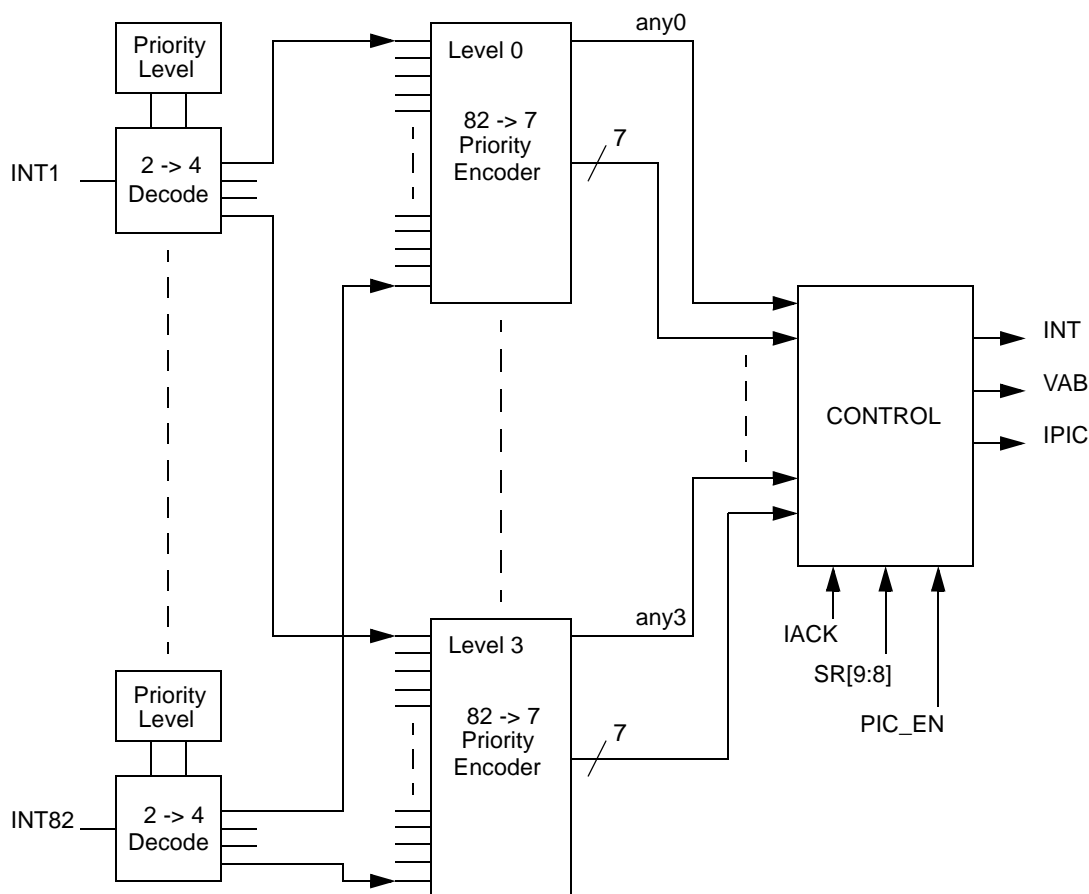 any0
Priority
Level
Level 0
82 -> 7
Priority
Encoder
7
INT1
2 -> 4
Decode
INT
VAB
CONTROL
IPIC
any3
IACK
Level 3
SR[9:8]
Priority
Level
82 -> 7
Priority
Encoder
7
PIC_EN
INT82
2 -> 4
Decode